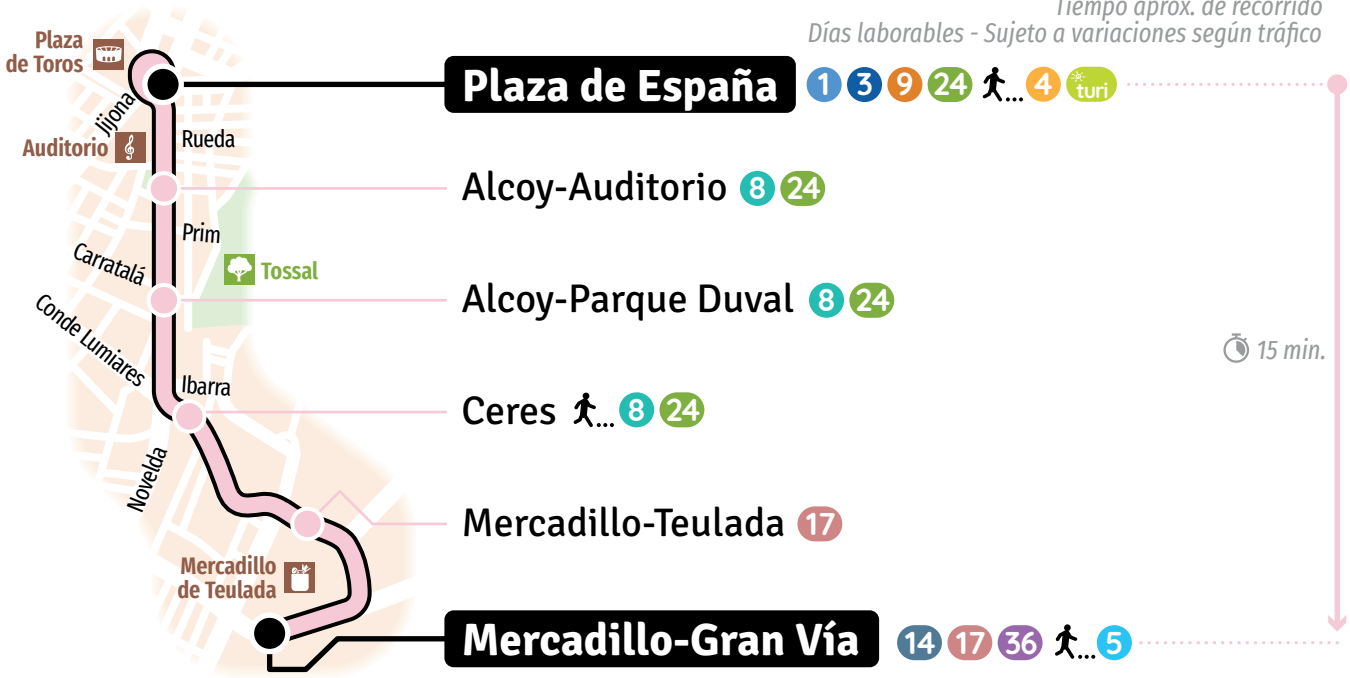 Tiempo aprox. de recorrido
Días laborables - Sujeto a variaciones según tráfico
Plaza
de Toros
Plaza de España 1 3 9 24 ... 4 turi
Jijona
Auditorio
Rueda
Alcoy-Auditorio 8 24
Prim
Carratalá
Tossal
Alcoy-Parque Duval 8 24
Conde Lumiares
15 min.
Ibarra
Ceres ... 8 24
Novelda
Mercadillo-Teulada 17
Mercadillo
de Teulada
Mercadillo-Gran Vía 14 17 36 ... 5